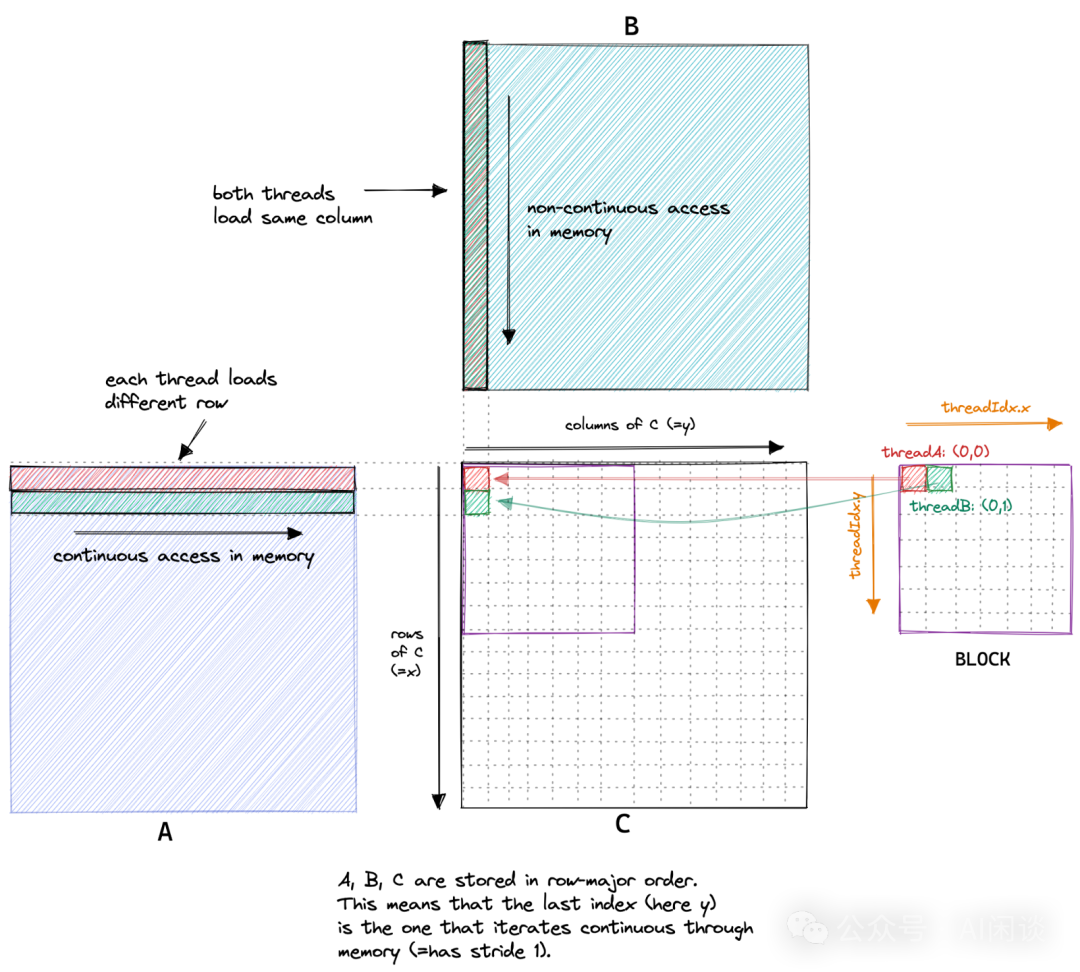 B
both threads
load same column
non-continuous access
in memory
each thread loads
different row
columns of C (=y)
threadIdx.x
threadA: (0,0)
threadB: (0,1)
threadIdx.y
continuous access in memory
rows
of C
(=x)
BLOCK
A
C
A, B, C are stored in row-major order.
This means that the last index (here y)
is the one that iterates continuous through
memory (=has stride 1).
公众号 · AI闲谈